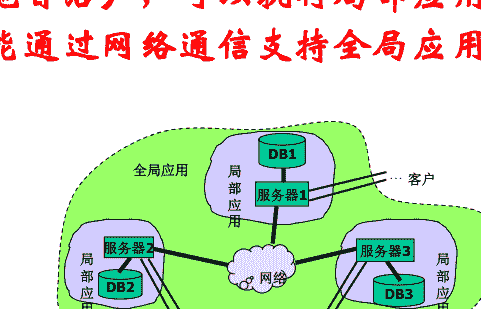 能通过网络通信支持全局应用
DB1
全局应用
局部应用
服务器1
… 客户
服务器2
服务器3
网络
局部应
DB2
局部应用
DB3